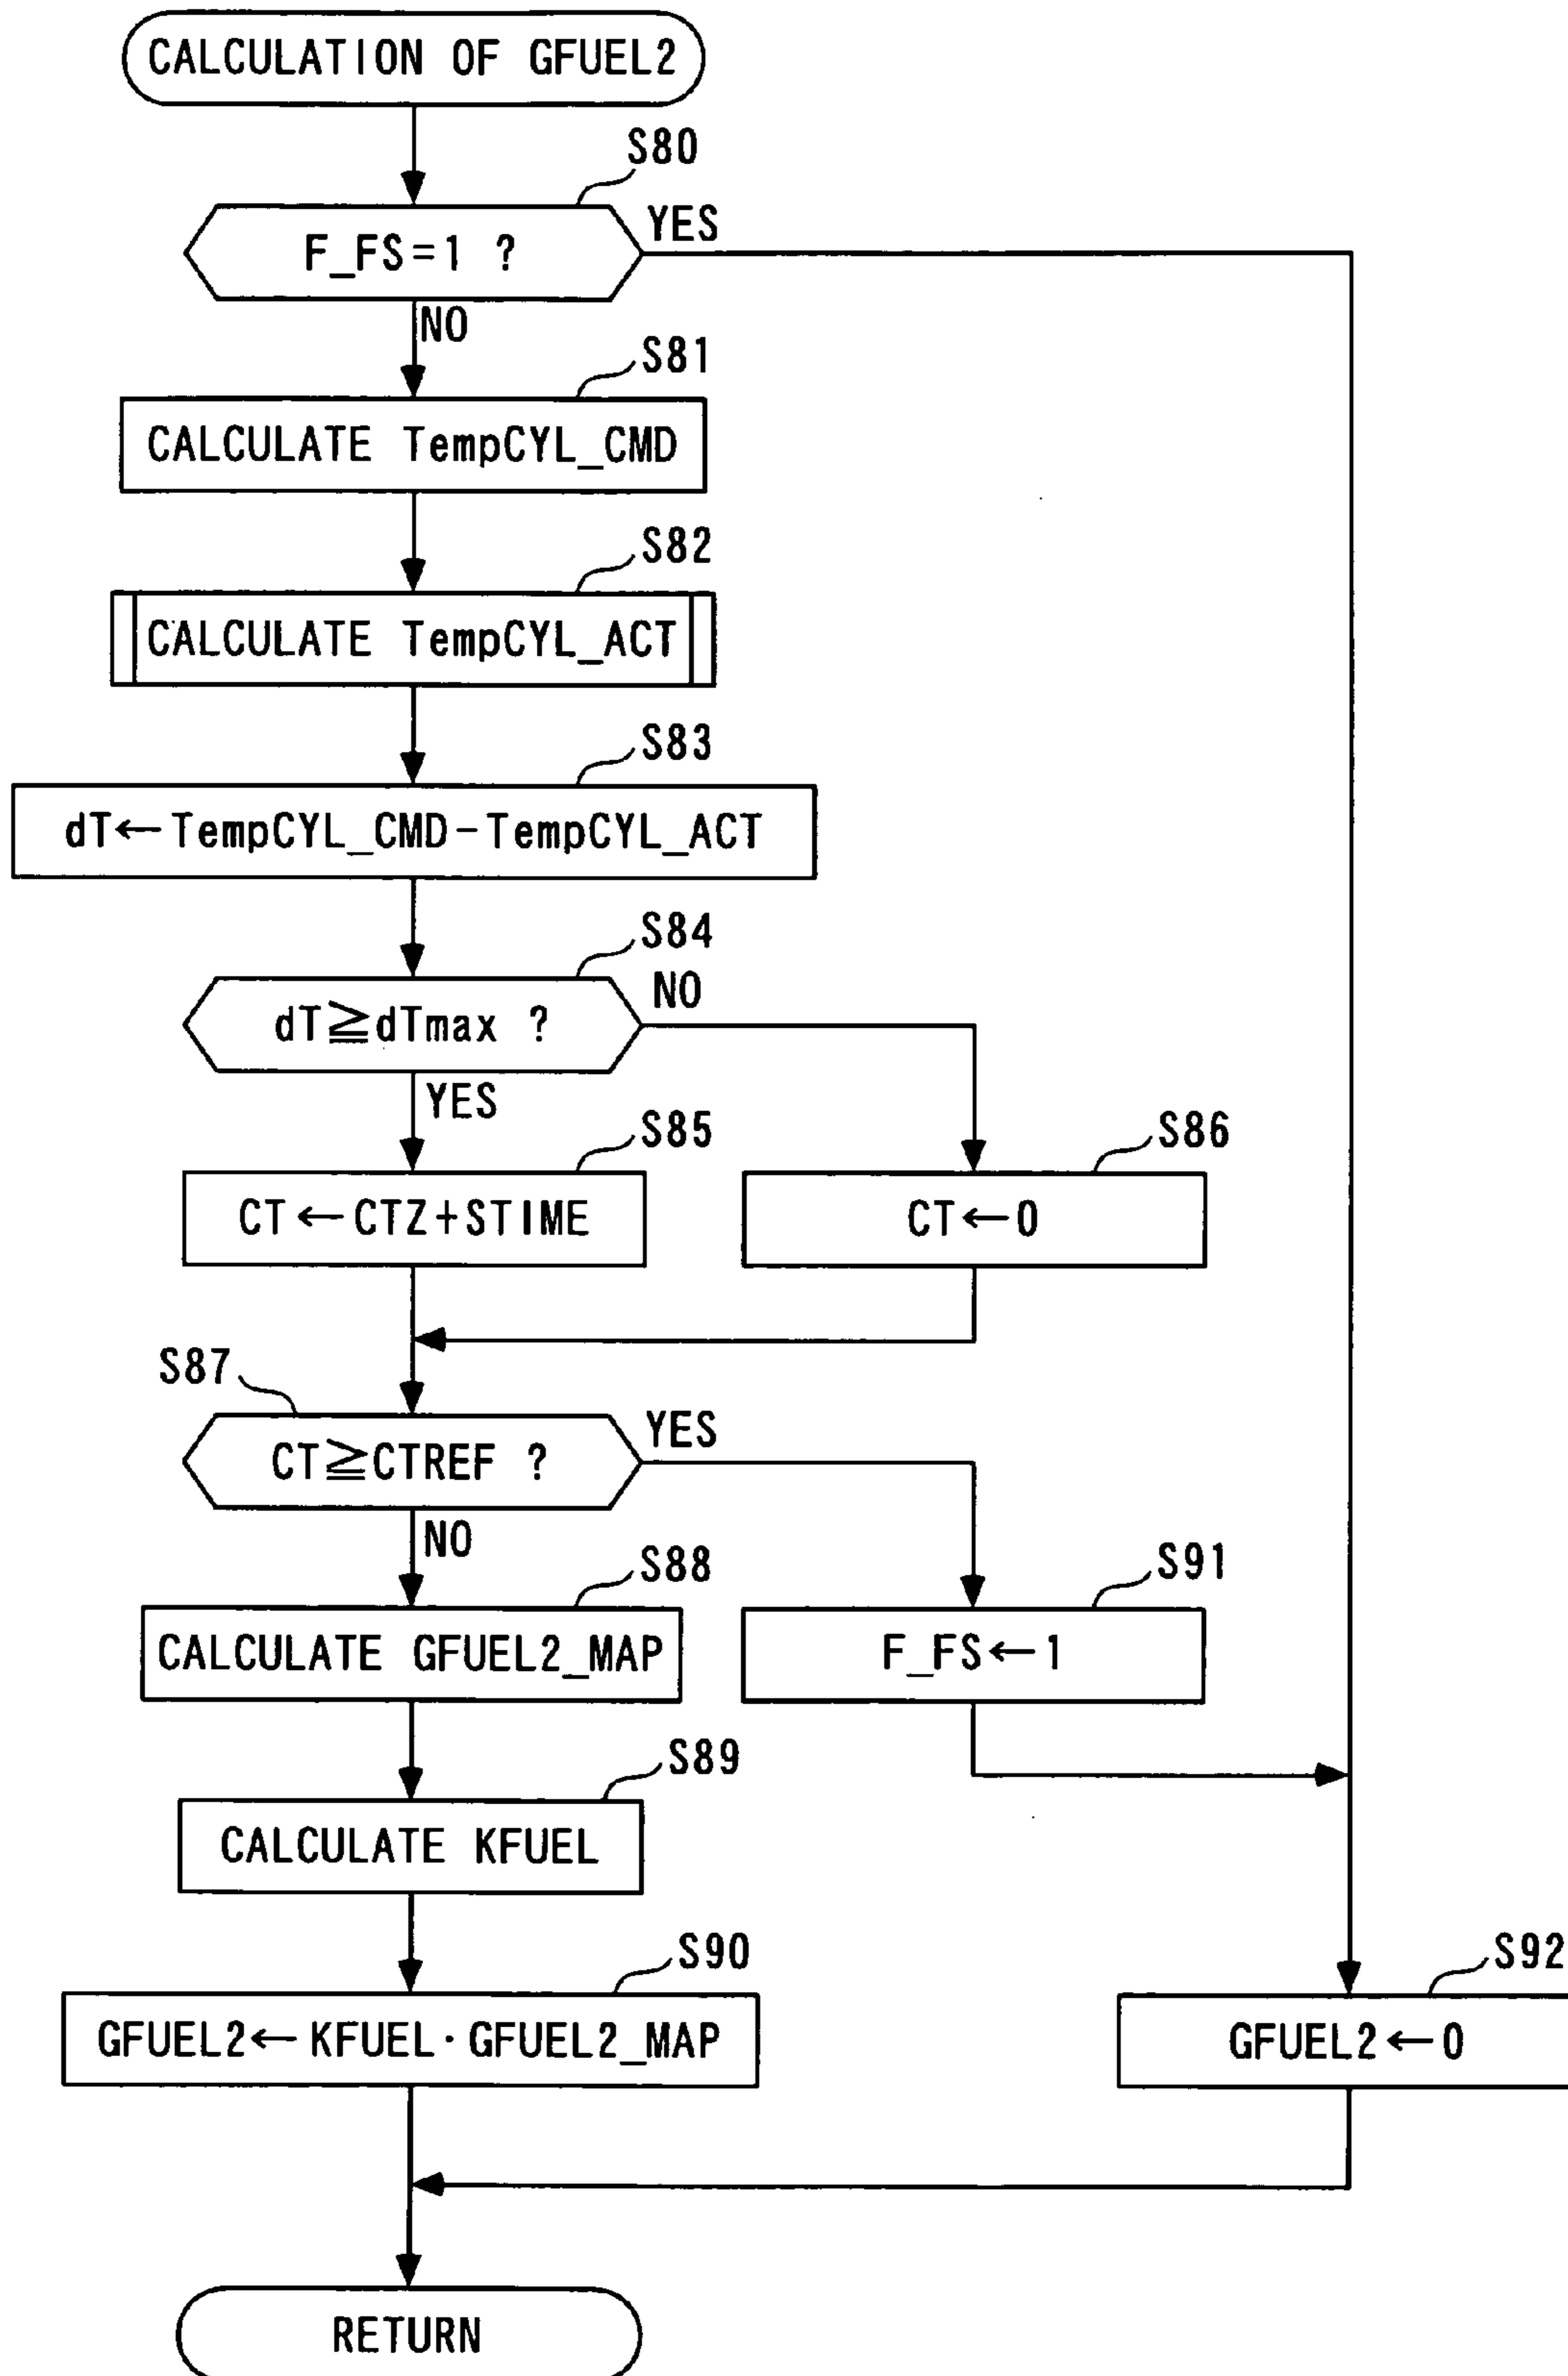 CALCULATION OF GFUEL2
S80
F_FS=1 ?
YES
NO
S81
CALCULATE TempCYL_CMD
S82
CALCULATE TempCYL_ACT
S83
dT←TempCYL_CMD-TempCYL_ACT
S84
dT≧dTmax ?
NO
YES
S85
CT←CTZ+STIME
S86
CT←0
S87
CT≧CTREF ?
YES
NO
S88
CALCULATE GFUEL2_MAP
S91
F_FS←1
S89
CALCULATE KFUEL
S90
GFUEL2←KFUEL·GFUEL2_MAP
S92
GFUEL2←0
RETURN